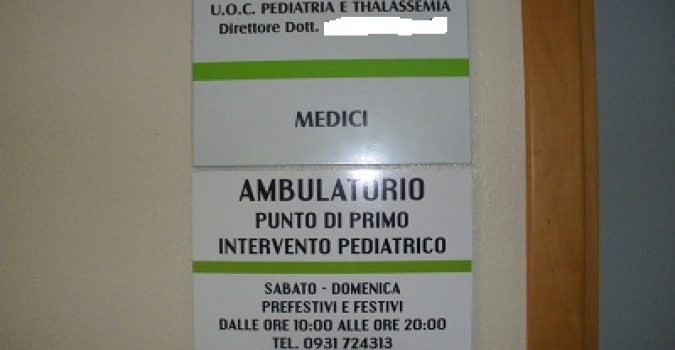 U.O.C. PEDIATRIA E THALASSEMIA
Direttore Dott.
MEDICI
AMBULATORIO
PUNTO DI PRIMO
INTERVENTO PEDIATRICO
SABATO - DOMENICA
PREFESTIVI E FESTIVI
DALLE ORE 10:00 ALLE ORE 20:00
TEL. 0931 724313